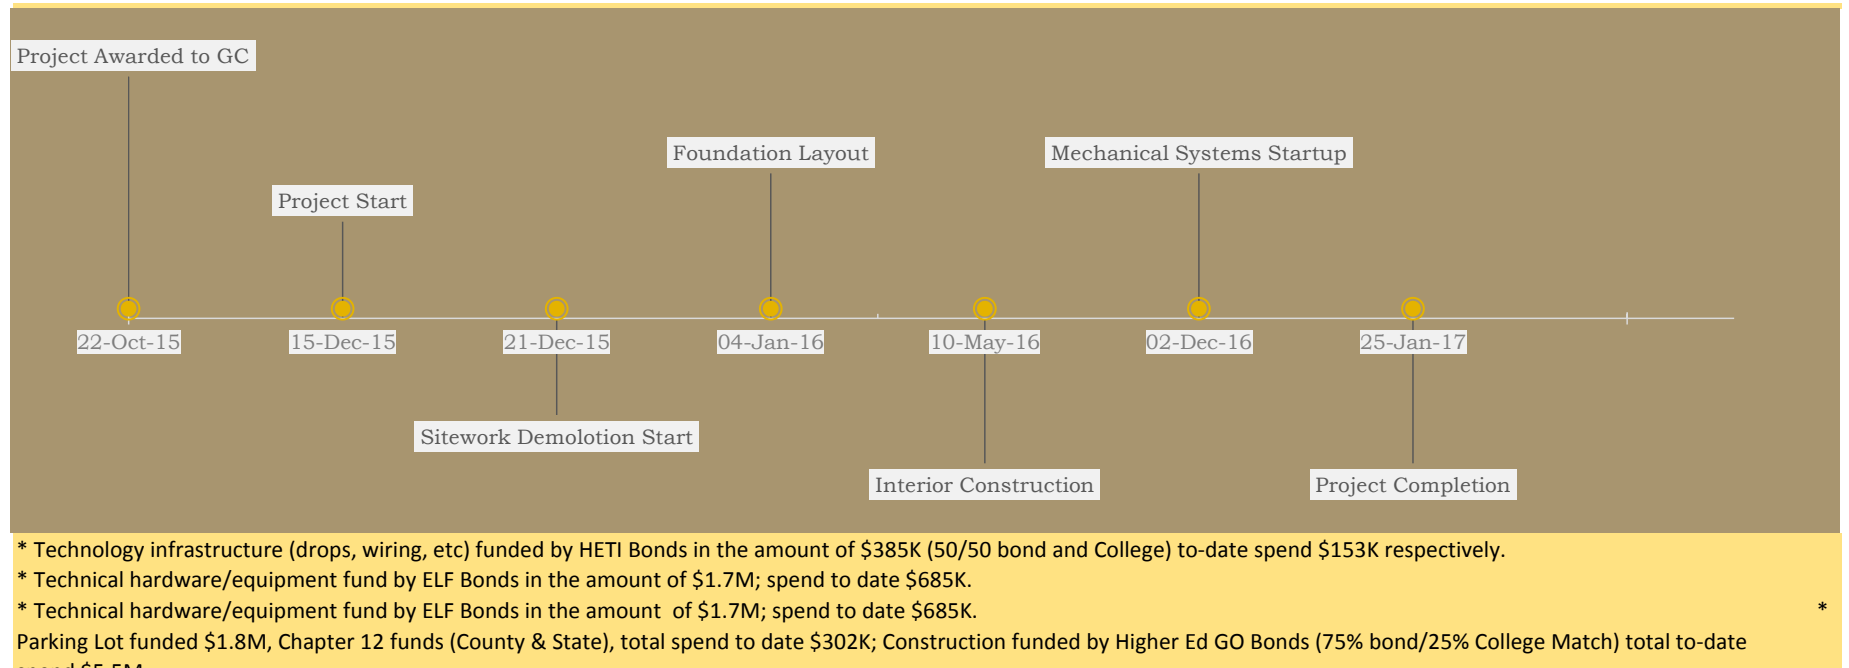 Project Awarded to GC
Foundation Layout
Mechanical Systems Startup
Project Start
22-Oct-15
15-Dec-15
21-Dec-15
04-Jan-16
10-May-16
02-Dec-16
25-Jan-17
Sitework Demolotion Start
Interior Construction
Project Completion
* Technology infrastructure (drops, wiring, etc) funded by HETI Bonds in the amount of $385K (50/50 bond and College) to-date spend $153K respectively.
* Technical hardware/equipment fund by ELF Bonds in the amount of $1.7M; spend to date $685K.
* Technical hardware/equipment fund by ELF Bonds in the amount of $1.7M; spend to date $685K. *
Parking Lot funded $1.8M, Chapter 12 funds (County & State), total spend to date $302K; Construction funded by Higher Ed GO Bonds (75% bond/25% College Match) total to-date
spend $5.5M